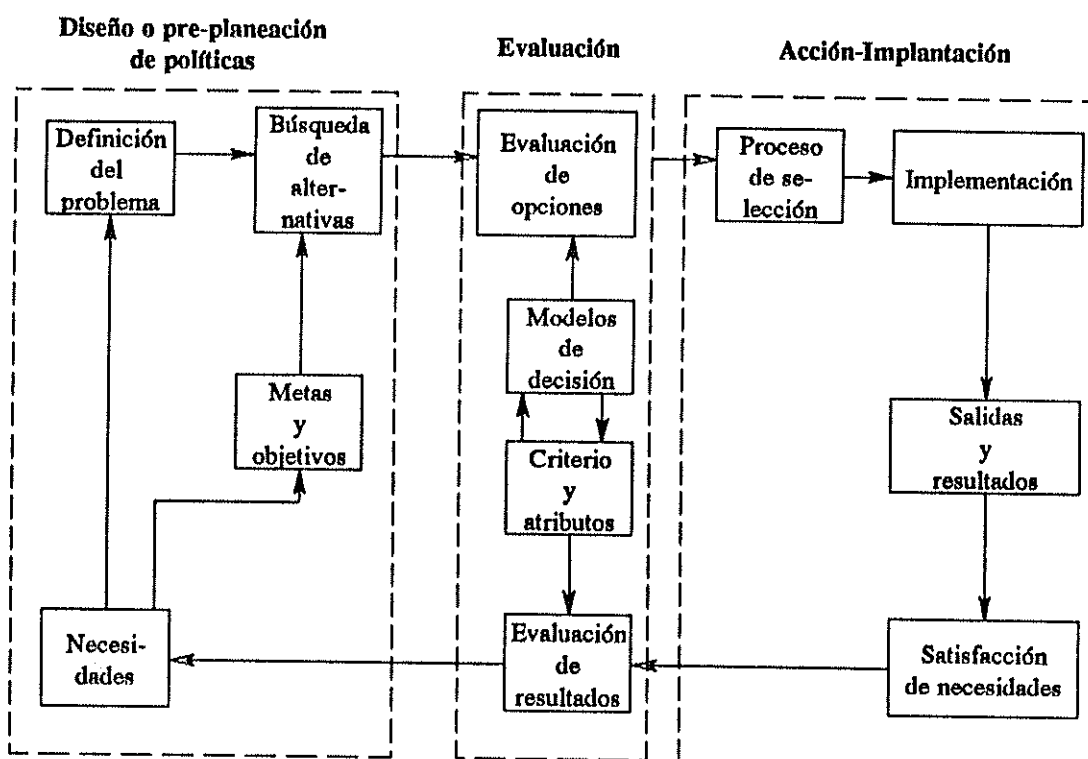 Diseño o pre-planeación
de políticas
Evaluación
Acción-Implantación
Definición
del
problema
Búsqueda
de
alter-
nativas
Evaluación
de
opciones
Proceso
de se-
lección
Implementación
Modelos
de
decisión
Metas
y
objetivos
Criterio
y
atributos
Salidas
y
resultados
Necesi-
dades
Evaluación
de
resultados
Satisfacción
de necesidades